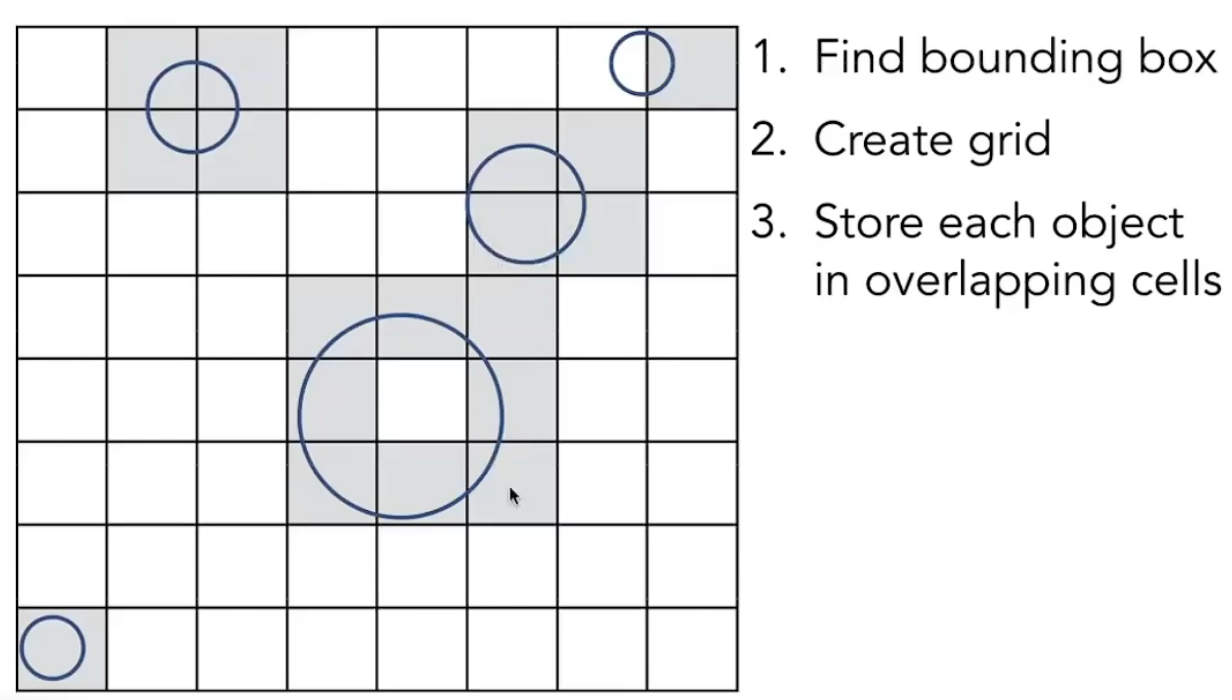 1. Find bounding box
2. Create grid
3. Store each object
in overlapping cells